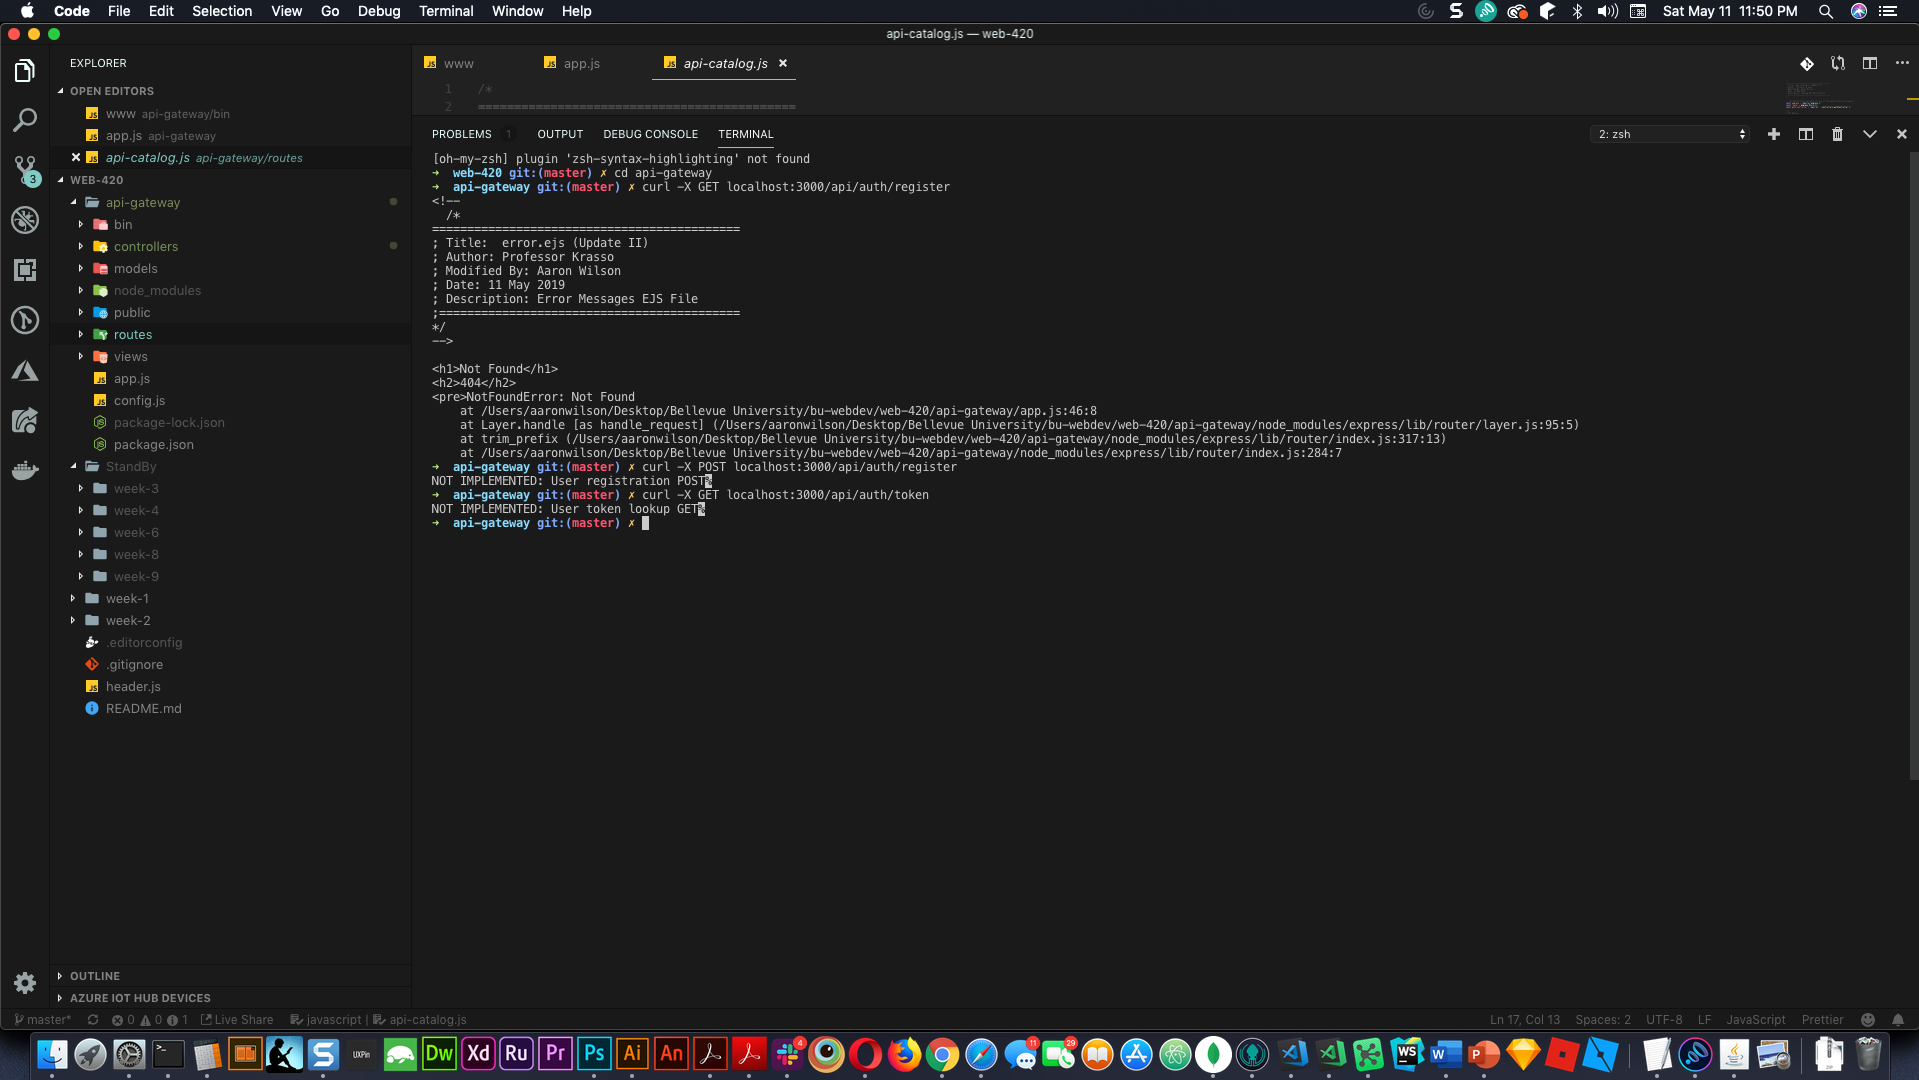 Code File Edit Selection View Go Debug Terminal Window Help
Sat May 11 11:50 PM
api-catalog.js — web-420
EXPLORER
OPEN EDITORS
www api-gateway/bin
app.js api-gateway
api-catalog.js api-gateway/routes
3
WEB-420
api-gateway
bin
controllers
models
node_modules
public
routes
views
app.js
config.js
package-lock.json
package.json
StandBy
week-3
week-4
week-6
week-8
week-9
week-1
week-2
.editorconfig
.gitignore
header.js
README.md
OUTLINE
AZURE IOT HUB DEVICES
www app.js api-catalog.js
1 /*
2 ============================================
PROBLEMS 1 OUTPUT DEBUG CONSOLE TERMINAL 2: zsh
[oh-my-zsh] plugin 'zsh-syntax-highlighting' not found
➜ web-420 git:(master) ✗ cd api-gateway
➜ api-gateway git:(master) ✗ curl -X GET localhost:3000/api/auth/register
<!--
/*
============================================
; Title: error.ejs (Update II)
; Author: Professor Krasso
; Modified By: Aaron Wilson
; Date: 11 May 2019
; Description: Error Messages EJS File
;===========================================
*/
-->
<h1>Not Found</h1>
<h2>404</h2>
<pre>NotFoundError: Not Found
at /Users/aaronwilson/Desktop/Bellevue University/bu-webdev/web-420/api-gateway/app.js:46:8
at Layer.handle [as handle_request] (/Users/aaronwilson/Desktop/Bellevue University/bu-webdev/web-420/api-gateway/node_modules/express/lib/router/layer.js:95:5)
at trim_prefix (/Users/aaronwilson/Desktop/Bellevue University/bu-webdev/web-420/api-gateway/node_modules/express/lib/router/index.js:317:13)
at /Users/aaronwilson/Desktop/Bellevue University/bu-webdev/web-420/api-gateway/node_modules/express/lib/router/index.js:284:7
➜ api-gateway git:(master) ✗ curl -X POST localhost:3000/api/auth/register
NOT IMPLEMENTED: User registration POST%
➜ api-gateway git:(master) ✗ curl -X GET localhost:3000/api/auth/token
NOT IMPLEMENTED: User token lookup GET%
➜ api-gateway git:(master) ✗
master* 0 0 1 Live Share javascript | api-catalog.js
Ln 17, Col 13 Spaces: 2 UTF-8 LF JavaScript Prettier
UXPin Dw Xd Ru Pr Ps Ai An 4 11 29 WS W P